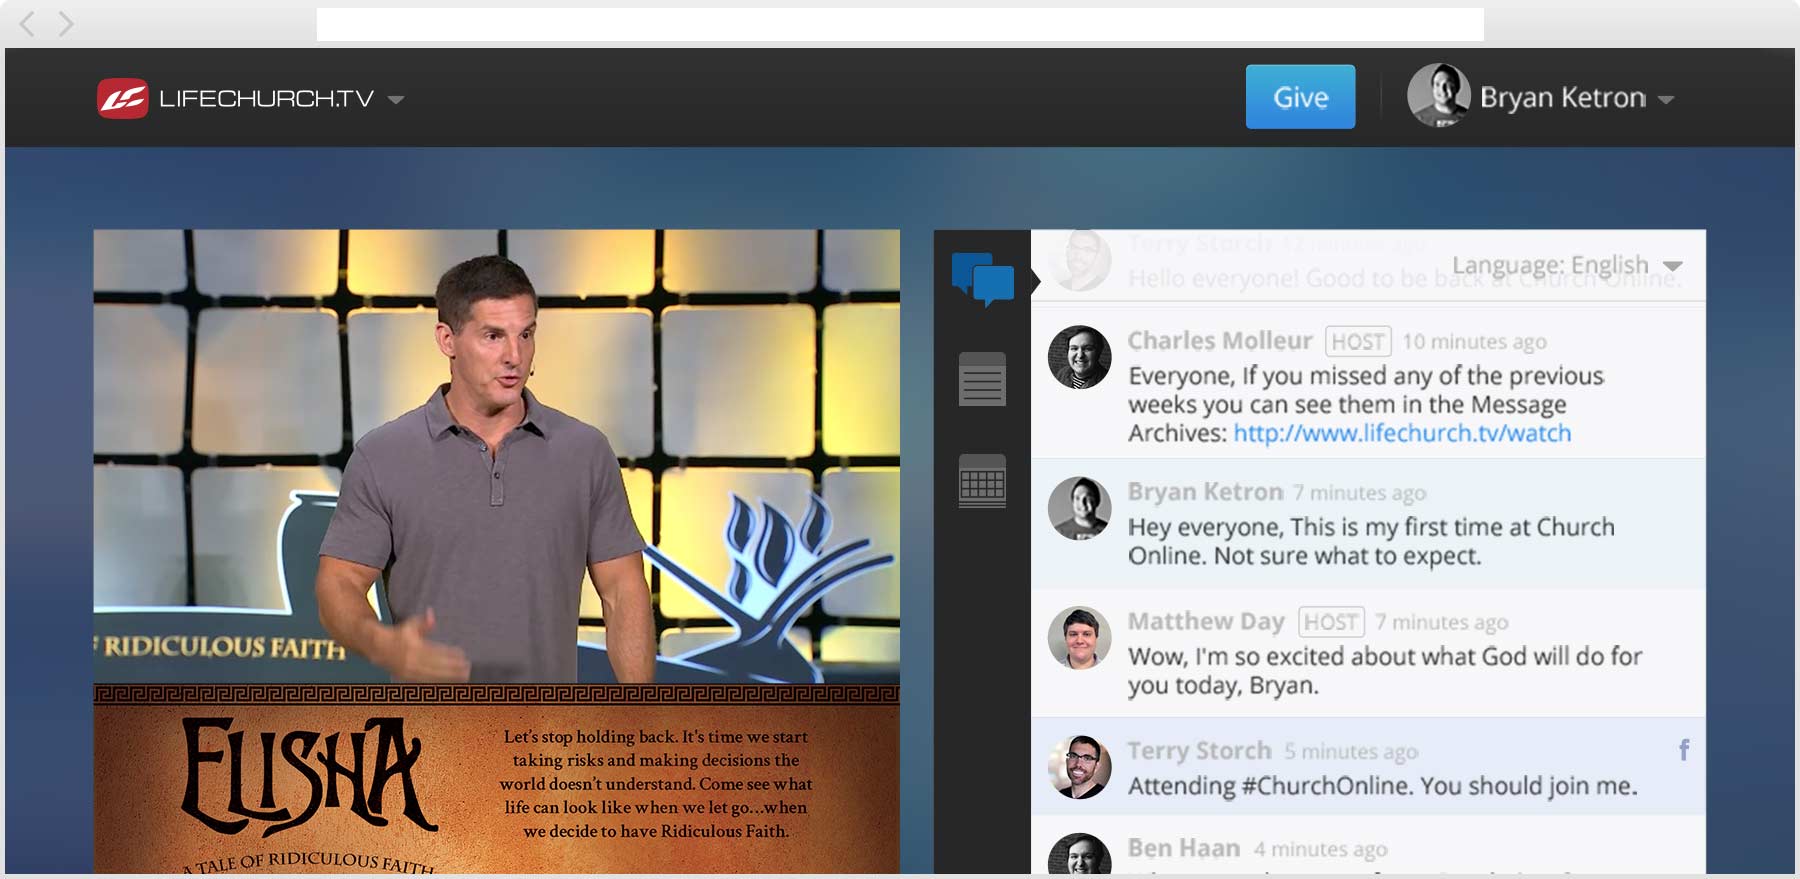 LIFECHURCH.TV
Give
Bryan Ketron
Terry Storch 12 minutes ago
Language: English
Hello everyone! Good to be back at Church Online.
Charles Molleur HOST 10 minutes ago
Everyone, If you missed any of the previous
weeks you can see them in the Message
Archives: http://www.lifechurch.tv/watch
Bryan Ketron 7 minutes ago
Hey everyone, This is my first time at Church
Online. Not sure what to expect.
Matthew Day HOST 7 minutes ago
Wow, I'm so excited about what God will do for
you today, Bryan.
Terry Storch 5 minutes ago
f
Attending #ChurchOnline. You should join me.
Ben Haan 4 minutes ago
RIDICULOUS FAITH
ELISHA
A TALE OF RIDICULOUS FAITH
Let's stop holding back. It's time we start
taking risks and making decisions the
world doesn't understand. Come see what
life can look like when we let go...when
we decide to have Ridiculous Faith.